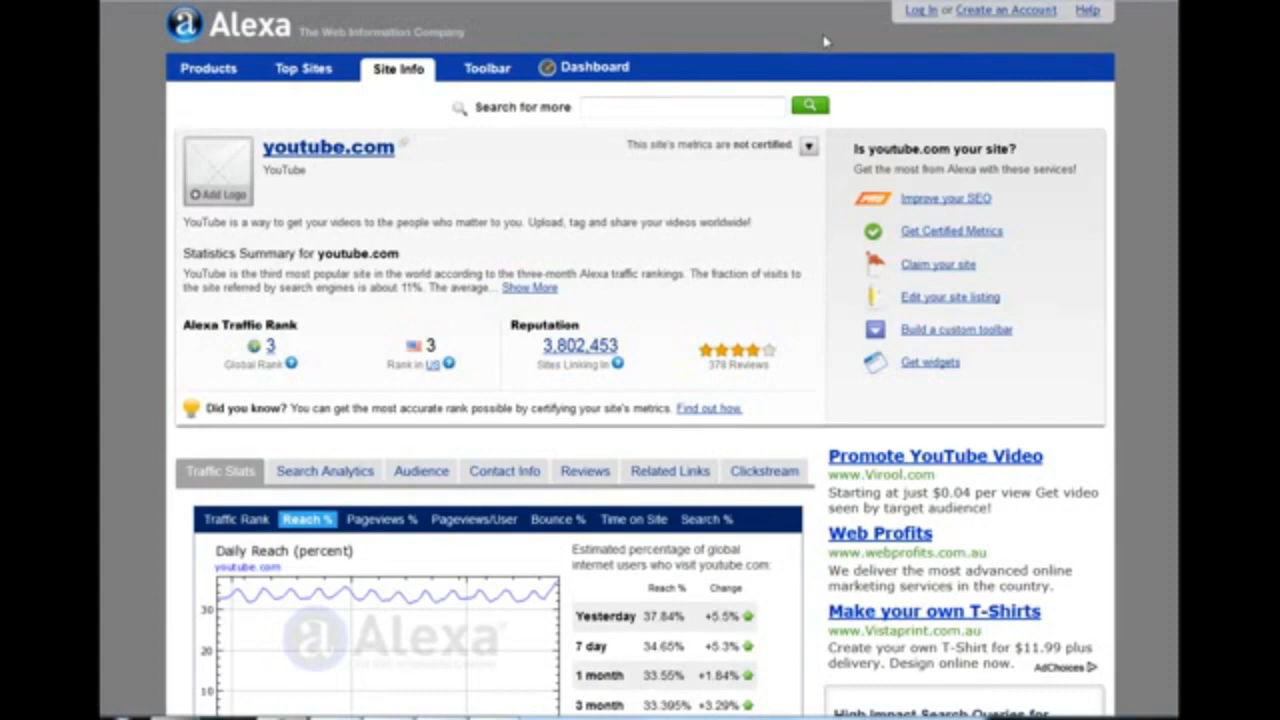 Alexa The Web Information Company
Log In or Create an Account Help
Products Top Sites Site Info Toolbar Dashboard
Search for more
youtube.com
YouTube
Add Logo
This site's metrics are not certified.
YouTube is a way to get your videos to the people who matter to you. Upload, tag and share your videos worldwide!
Statistics Summary for youtube.com
YouTube is the third most popular site in the world according to the three-month Alexa traffic rankings. The fraction of visits to
the site referred by search engines is about 11%. The average... Show More
Alexa Traffic Rank
3
Global Rank ?
3
Rank in US ?
Reputation
3,802,453
Sites Linking In ?
378 Reviews
Did you know? You can get the most accurate rank possible by certifying your site's metrics. Find out how.
Is youtube.com your site?
Get the most from Alexa with these services!
PRO Improve your SEO
Get Certified Metrics
Claim your site
Edit your site listing
Build a custom toolbar
Get widgets
Traffic Stats Search Analytics Audience Contact Info Reviews Related Links Clickstream
Traffic Rank Reach % Pageviews % Pageviews/User Bounce % Time on Site Search %
Daily Reach (percent)
youtube.com
30
20
10
a Alexa
Estimated percentage of global
internet users who visit youtube.com:
Reach % Change
Yesterday 37.84% +5.5%
7 day 34.65% +5.3%
1 month 33.55% +1.84%
3 month 33.395% +3.29%
Promote YouTube Video
www.Virool.com
Starting at just $0.04 per view Get video
seen by target audience!
Web Profits
www.webprofits.com.au
We deliver the most advanced online
marketing services in the country.
Make your own T-Shirts
www.Vistaprint.com.au
Create your own T-Shirt for $11.99 plus
delivery. Design online now.
AdChoices
High Impact Search Queries for